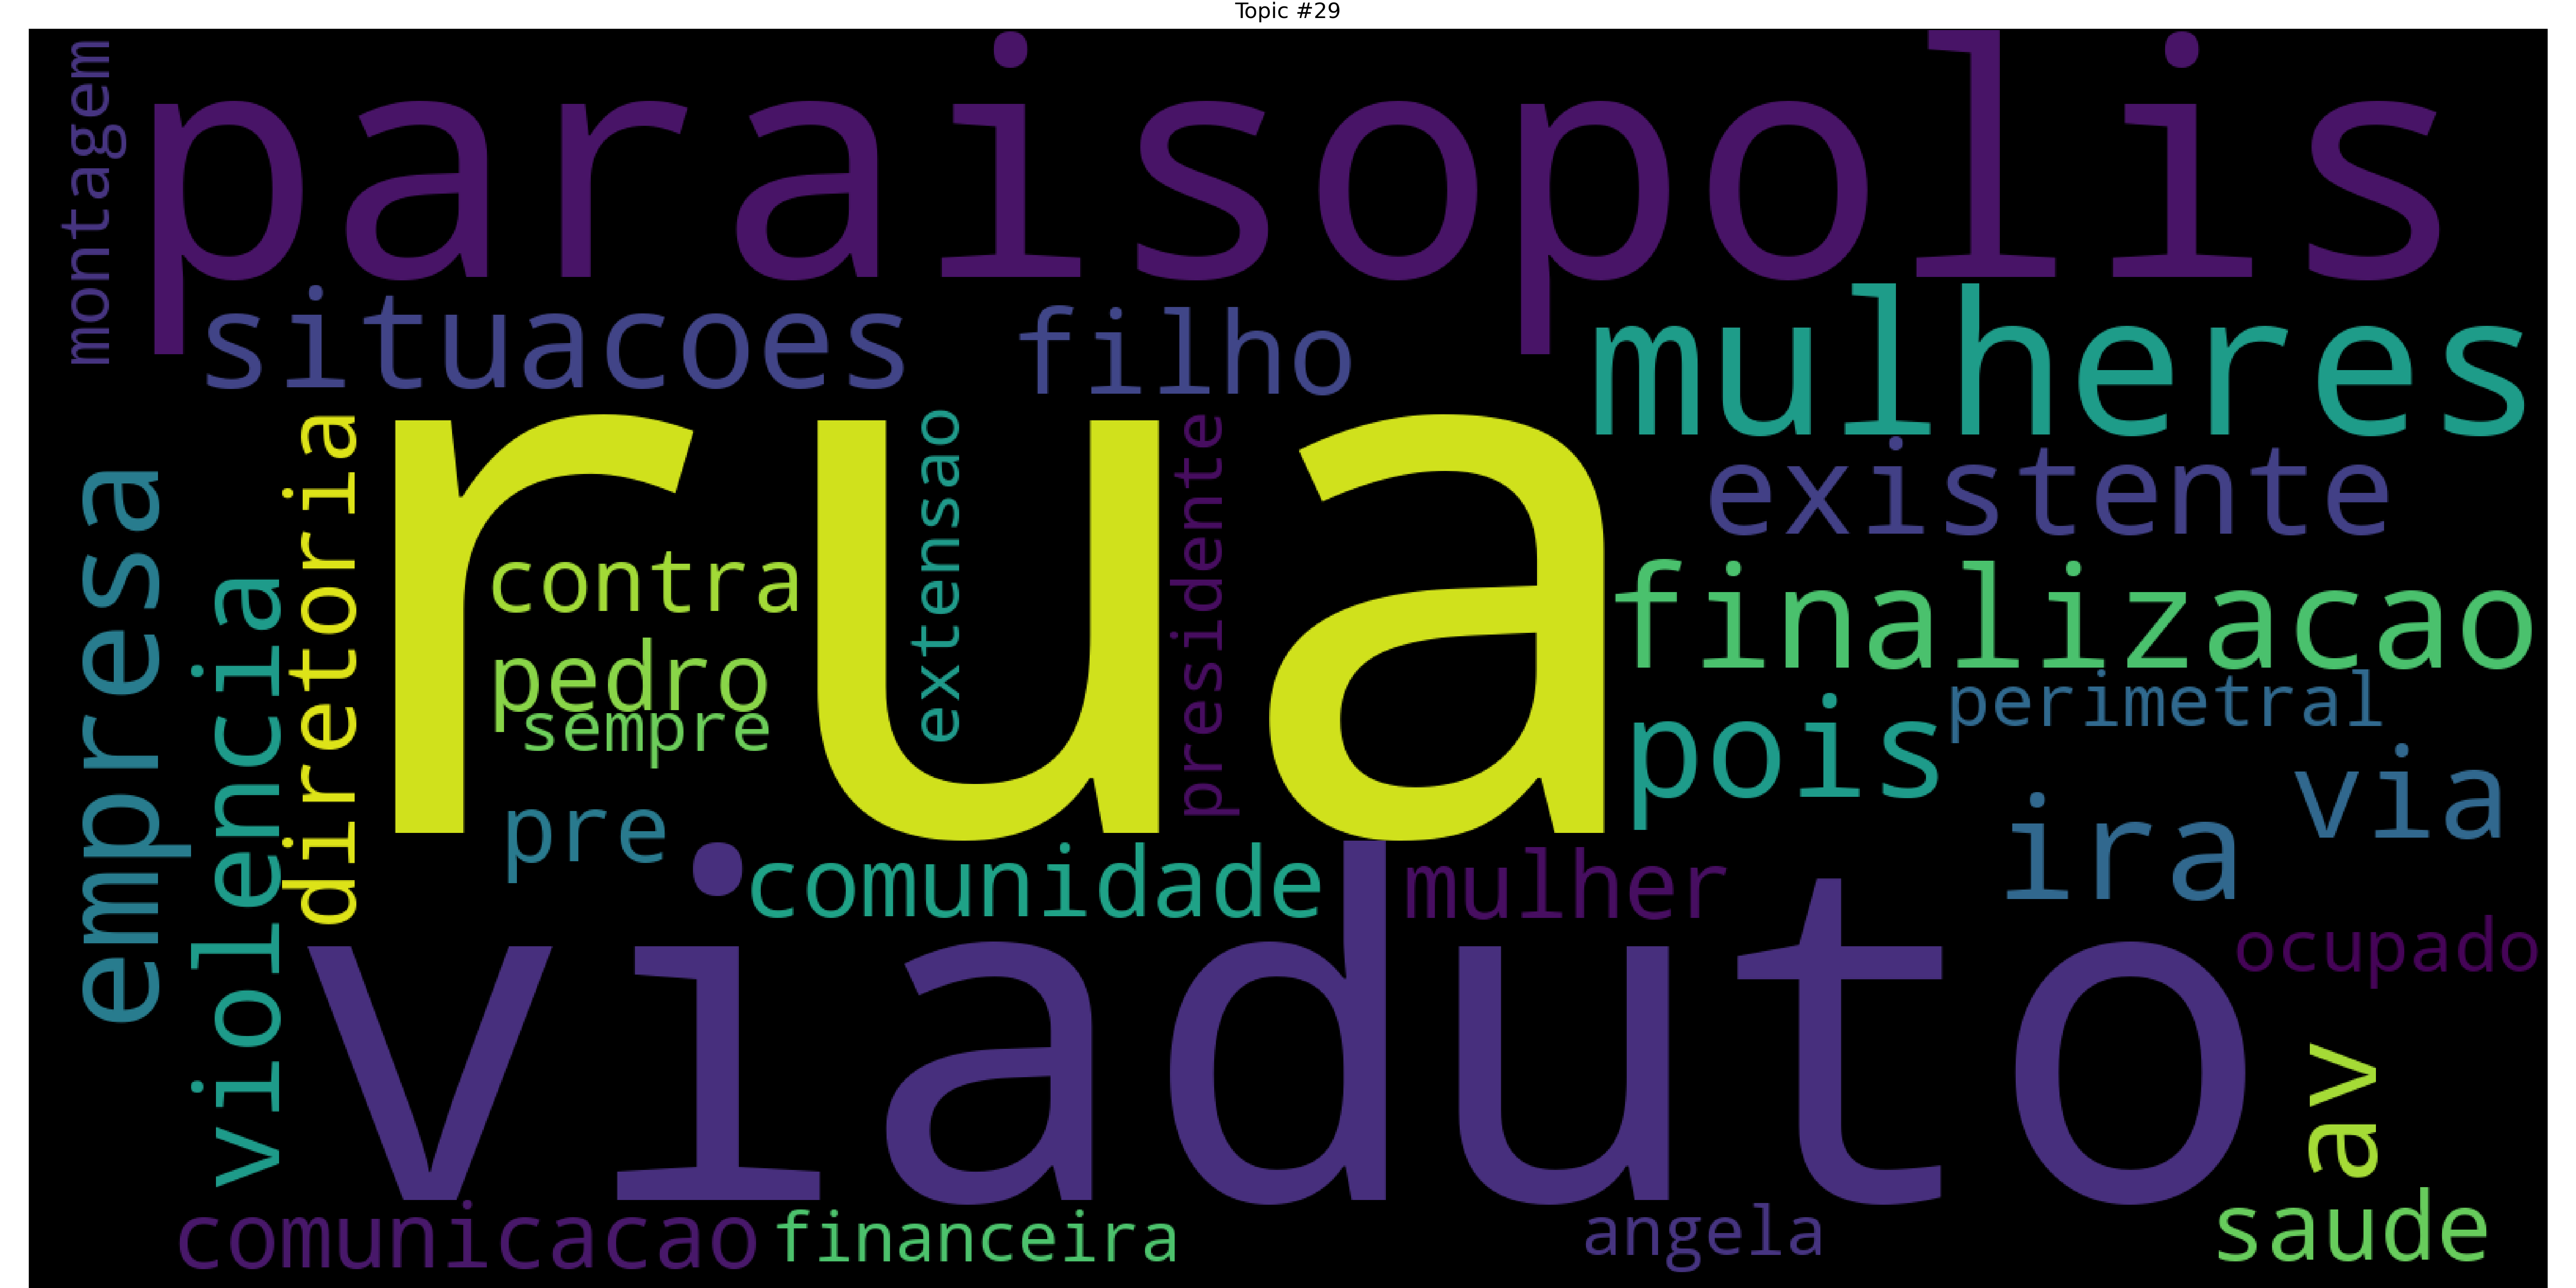 Topic #29
montagem
paraisopolis
situacoes
filho
mulheres
existente
empresa
violencia
diretoria
rua
contra
pedro
sempre
pre
extensao
presidente
finalizacao
perimetral
pois
via
ira
comunidade
mulher
ocupado
viaduto
av
comunicacao
financeira
angela
saude